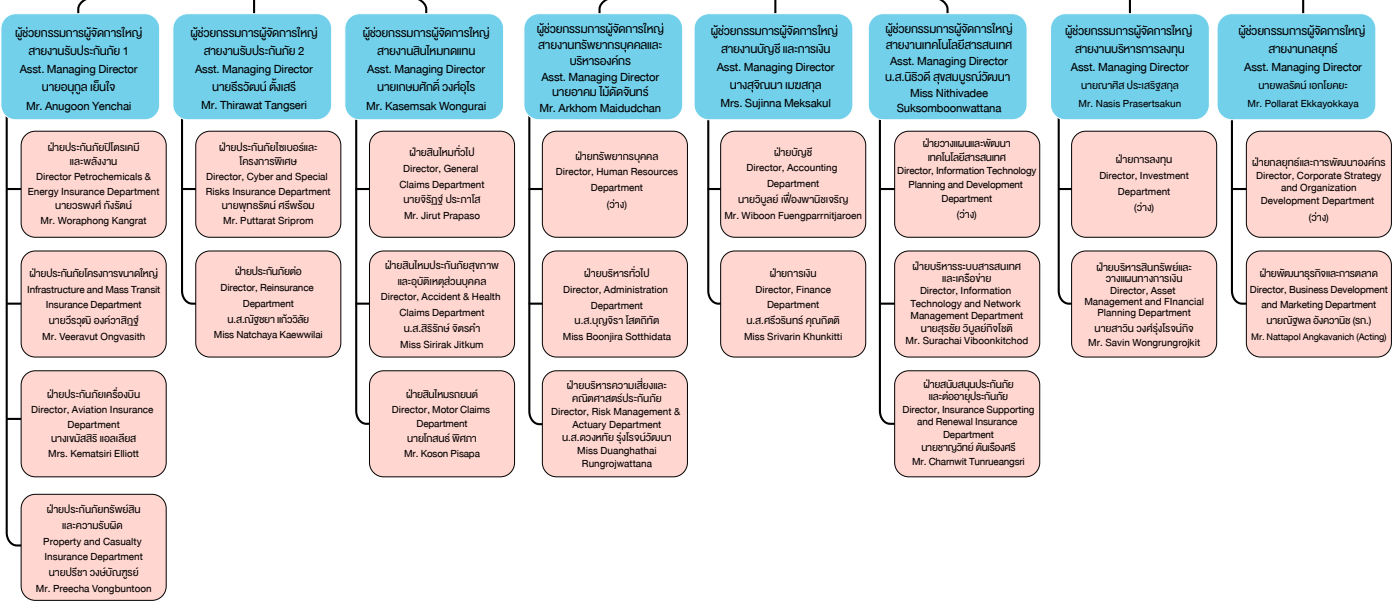 ผู้ช่วยกรรมการผู้จัดการใหญ่
สายงานรับประกันภัย 1
Asst. Managing Director
นายอนุกูล เย็นใจ
Mr. Anugoon Yenchai
ฝ่ายประกันภัยปิโตรเคมี
และพลังงาน
Director Petrochemicals &
Energy Insurance Department
นายวรพงศ์ กังรัตน์
Mr. Woraphong Kangrat
ฝ่ายประกันภัยโครงการขนาดใหญ่
Infrastructure and Mass Transit
Insurance Department
นายวีรวุฒิ องค์วาสิฏฐ์
Mr. Veeravut Ongvasith
ฝ่ายประกันภัยเครื่องบิน
Director, Aviation Insurance
Department
นางเขมัสสิริ แอลเลียส
Mrs. Kematsiri Elliott
ฝ่ายประกันภัยทรัพย์สิน
และความรับผิด
Property and Casualty
Insurance Department
นายปรีชา วงษ์บัณฑูรย์
Mr. Preecha Vongbuntoon
ผู้ช่วยกรรมการผู้จัดการใหญ่
สายงานรับประกันภัย 2
Asst. Managing Director
นายธีรวัฒน์ ตั้งเสรี
Mr. Thirawat Tangseri
ฝ่ายประกันภัยไซเบอร์และ
โครงการพิเศษ
Director, Cyber and Special
Risks Insurance Department
นายพุทธรัตน์ ศรีพร้อม
Mr. Puttarat Sriprom
ฝ่ายประกันภัยต่อ
Director, Reinsurance
Department
น.ส.ณัฐชยา แก้ววิลัย
Miss Natchaya Kaewwilai
ผู้ช่วยกรรมการผู้จัดการใหญ่
สายงานสินไหมทดแทน
Asst. Managing Director
นายเกษมศักดิ์ วงศ์อุไร
Mr. Kasemsak Wongurai
ฝ่ายสินไหมทั่วไป
Director, General
Claims Department
นายจิรัฏฐ์ ประภาโส
Mr. Jirut Prapaso
ฝ่ายสินไหมประกันภัยสุขภาพ
และอุบัติเหตุส่วนบุคคล
Director, Accident & Health
Claims Department
น.ส.สิริรักษ์ จิตรคำ
Miss Sirirak Jitkum
ฝ่ายสินไหมรถยนต์
Director, Motor Claims
Department
นายโกสนธ์ พิศภา
Mr. Koson Pisapa
ผู้ช่วยกรรมการผู้จัดการใหญ่
สายงานทรัพยากรบุคคลและ
บริหารองค์กร
Asst. Managing Director
นายอาคม ไม้ดัดจันทร์
Mr. Arkhom Maidudchan
ฝ่ายทรัพยากรบุคคล
Director, Human Resources
Department
(ว่าง)
ฝ่ายบริหารทั่วไป
Director, Administration
Department
น.ส.บุญจิรา โสตถิทัต
Miss Boonjira Sotthidata
ฝ่ายบริหารความเสี่ยงและ
คณิตศาสตร์ประกันภัย
Director, Risk Management &
Actuary Department
น.ส.ดวงหทัย รุ่งโรจน์วัฒนา
Miss Duanghathai
Rungrojwattana
ผู้ช่วยกรรมการผู้จัดการใหญ่
สายงานบัญชี และการเงิน
Asst. Managing Director
นางสุจิณนา เมฆสกุล
Mrs. Sujinna Meksakul
ฝ่ายบัญชี
Director, Accounting
Department
นายวิบูลย์ เฟื่องพานิชเจริญ
Mr. Wiboon Fuengparrnitjaroen
ฝ่ายการเงิน
Director, Finance
Department
น.ส.ศรีวรินทร์ คุณกิตติ
Miss Srivarin Khunkitti
ผู้ช่วยกรรมการผู้จัดการใหญ่
สายงานเทคโนโลยีสารสนเทศ
Asst. Managing Director
น.ส.นิธิวดี สุขสมบูรณ์วัฒนา
Miss Nithivadee
Suksomboonwattana
ฝ่ายวางแผนและพัฒนา
เทคโนโลยีสารสนเทศ
Director, Information Technology
Planning and Development
Department
(ว่าง)
ฝ่ายบริหารระบบสารสนเทศ
และเครือข่าย
Director, Information
Technology and Network
Management Department
นายสุรชัย วิบูลย์กิจโชติ
Mr. Surachai Viboonkitchod
ฝ่ายสนับสนุนประกันภัย
และต่ออายุประกันภัย
Director, Insurance Supporting
and Renewal Insurance
Department
นายชาญวิทย์ ตันเรืองศรี
Mr. Charnwit Tunrueangsri
ผู้ช่วยกรรมการผู้จัดการใหญ่
สายงานบริหารการลงทุน
Asst. Managing Director
นายณาศิส ประเสริฐสกุล
Mr. Nasis Prasertsakun
ฝ่ายการลงทุน
Director, Investment
Department
(ว่าง)
ฝ่ายบริหารสินทรัพย์และ
วางแผนทางการเงิน
Director, Asset
Management and FInancial
Planning Department
นายสาวิน วงศ์รุ่งโรจน์กิจ
Mr. Savin Wongrungrojkit
ผู้ช่วยกรรมการผู้จัดการใหญ่
สายงานกลยุทธ์
Asst. Managing Director
นายพลรัตน์ เอกโยคยะ
Mr. Pollarat Ekkayokkaya
ฝ่ายกลยุทธ์และการพัฒนาองค์กร
Director, Corporate Strategy
and Organization
Development Department
(ว่าง)
ฝ่ายพัฒนาธุรกิจและการตลาด
Director, Business Development
and Marketing Department
นายณัฐพล อังควานิช (รก.)
Mr. Nattapol Angkavanich (Acting)